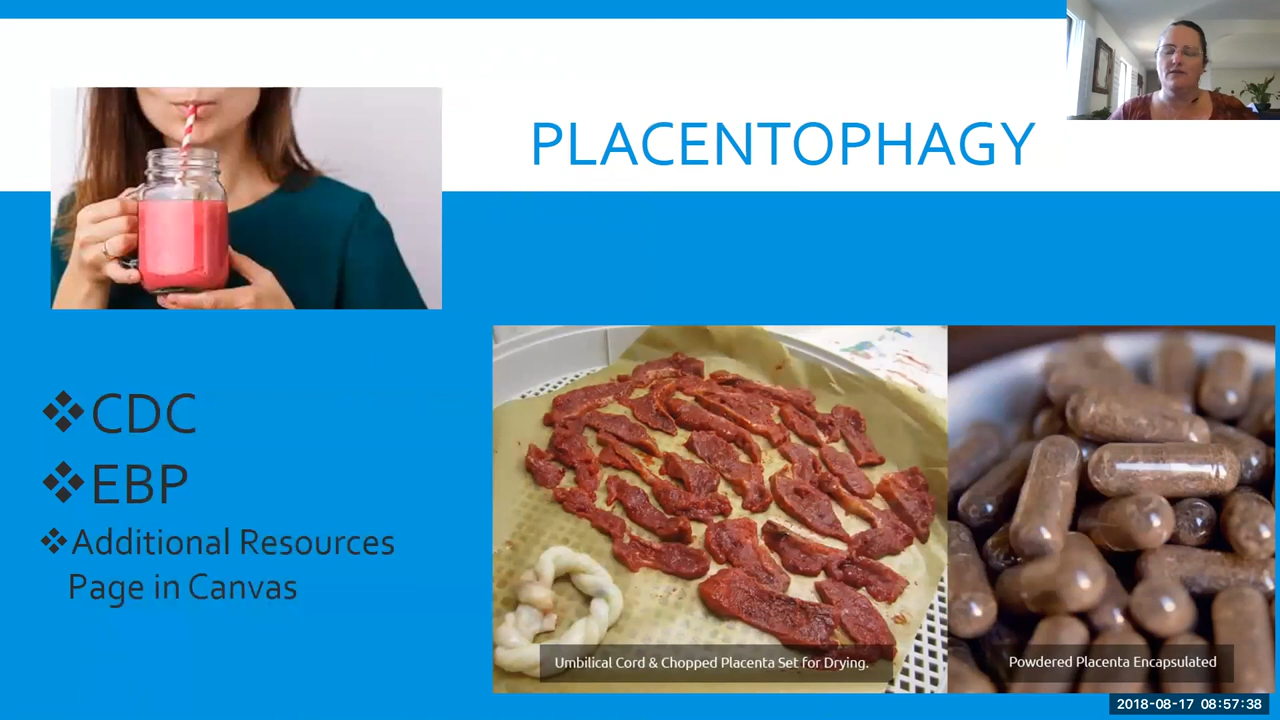 PLACENTOPHAGY
❖CDC
❖EBP
❖Additional Resources
Page in Canvas
Umbilical Cord & Chopped Placenta Set for Drying.
Powdered Placenta Encapsulated
2018-08-17 08:57:38